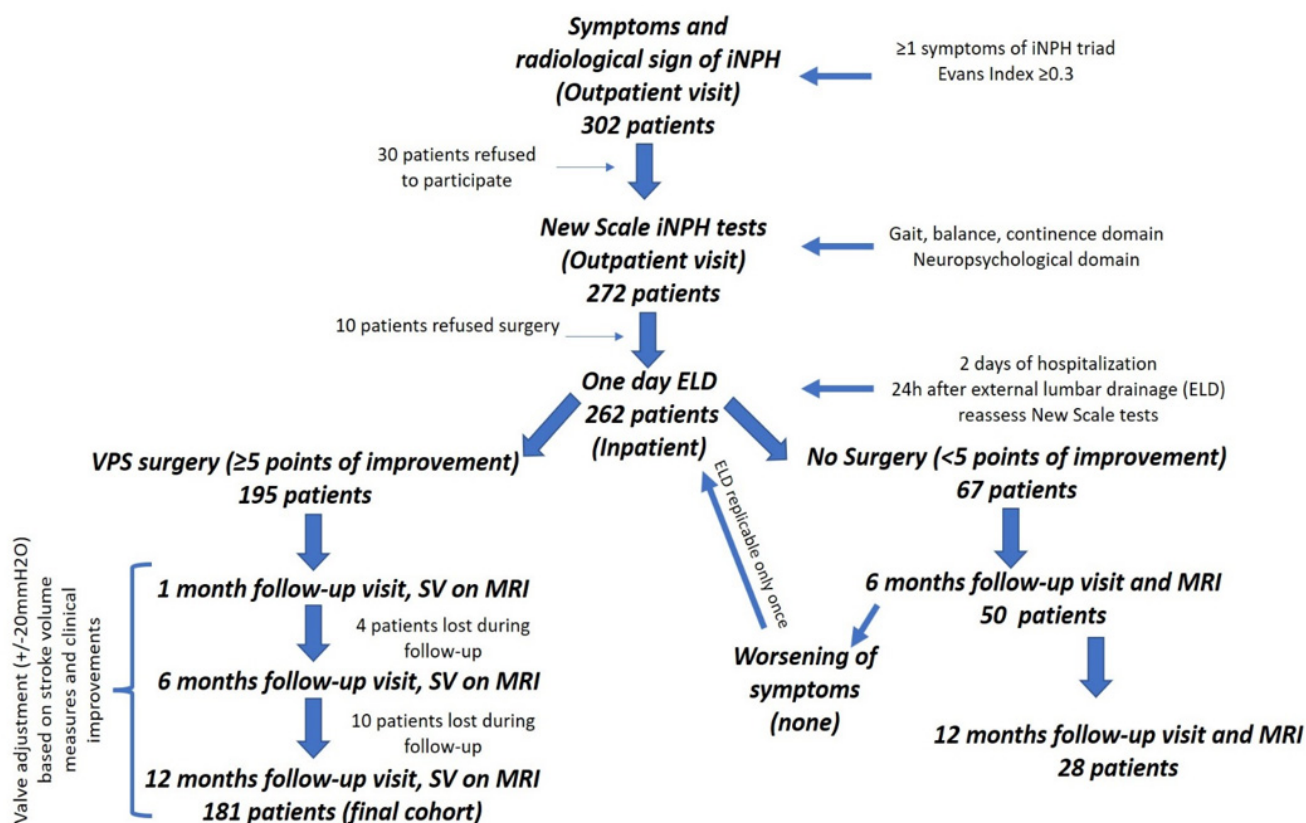 Symptoms and
radiological sign of iNPH
(Outpatient visit)
302 patients
≥1 symptoms of iNPH triad
Evans Index ≥0.3
30 patients refused
to participate
New Scale iNPH tests
(Outpatient visit)
272 patients
Gait, balance, continence domain
Neuropsychological domain
10 patients refused surgery
One day ELD
262 patients
(Inpatient)
2 days of hospitalization
24h after external lumbar drainage (ELD)
reassess New Scale tests
VPS surgery (≥5 points of improvement)
195 patients
No Surgery (<5 points of improvement)
67 patients
ELD replicable only once
Valve adjustment (+/-20mmH2O)
based on stroke volume
measures and clinical
improvements
1 month follow-up visit, SV on MRI
4 patients lost during
follow-up
6 months follow-up visit, SV on MRI
10 patients lost during
follow-up
12 months follow-up visit, SV on MRI
181 patients (final cohort)
6 months follow-up visit and MRI
50 patients
Worsening of
symptoms
(none)
12 months follow-up visit and MRI
28 patients